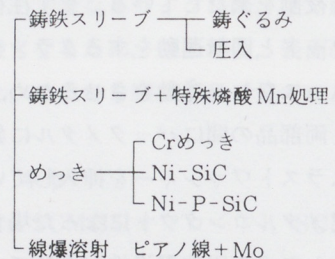 鋳鉄スリーブ 鋳ぐるみ
圧入
鋳鉄スリーブ+特殊燐酸Mn処理
Crめっき
めっき Ni-SiC
Ni-P-SiC
線爆溶射 ピアノ線+Mo